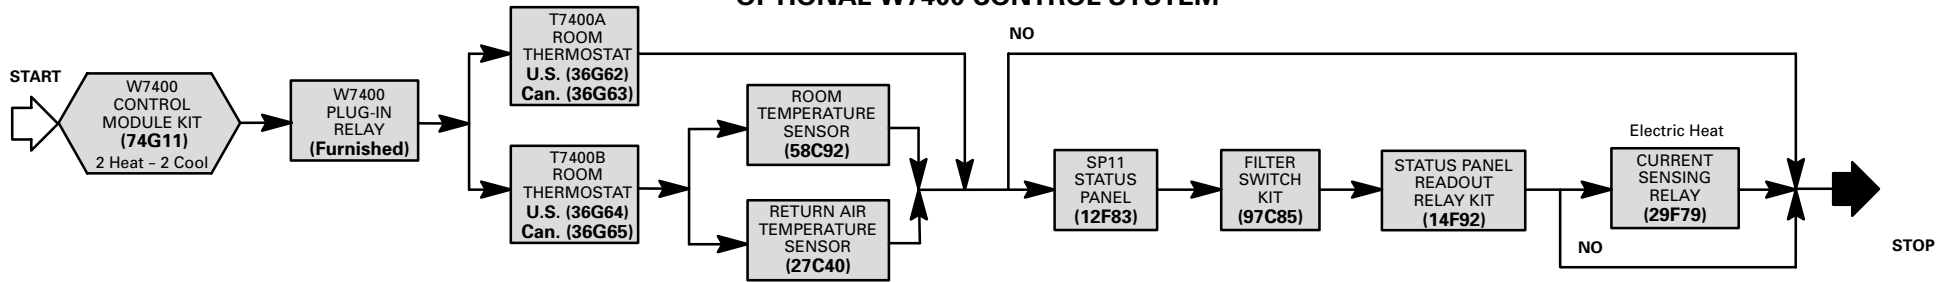 OPTIONAL W7400 CONTROL SYSTEM
START
W7400
CONTROL
MODULE KIT
(74G11)
2 Heat – 2 Cool
W7400
PLUG-IN
RELAY
(Furnished)
T7400A
ROOM
THERMOSTAT
U.S. (36G62)
Can. (36G63)
T7400B
ROOM
THERMOSTAT
U.S. (36G64)
Can. (36G65)
ROOM
TEMPERATURE
SENSOR
(58C92)
RETURN AIR
TEMPERATURE
SENSOR
(27C40)
NO
SP11
STATUS
PANEL
(12F83)
FILTER
SWITCH
KIT
(97C85)
STATUS PANEL
READOUT
RELAY KIT
(14F92)
Electric Heat
CURRENT
SENSING
RELAY
(29F79)
NO
STOP